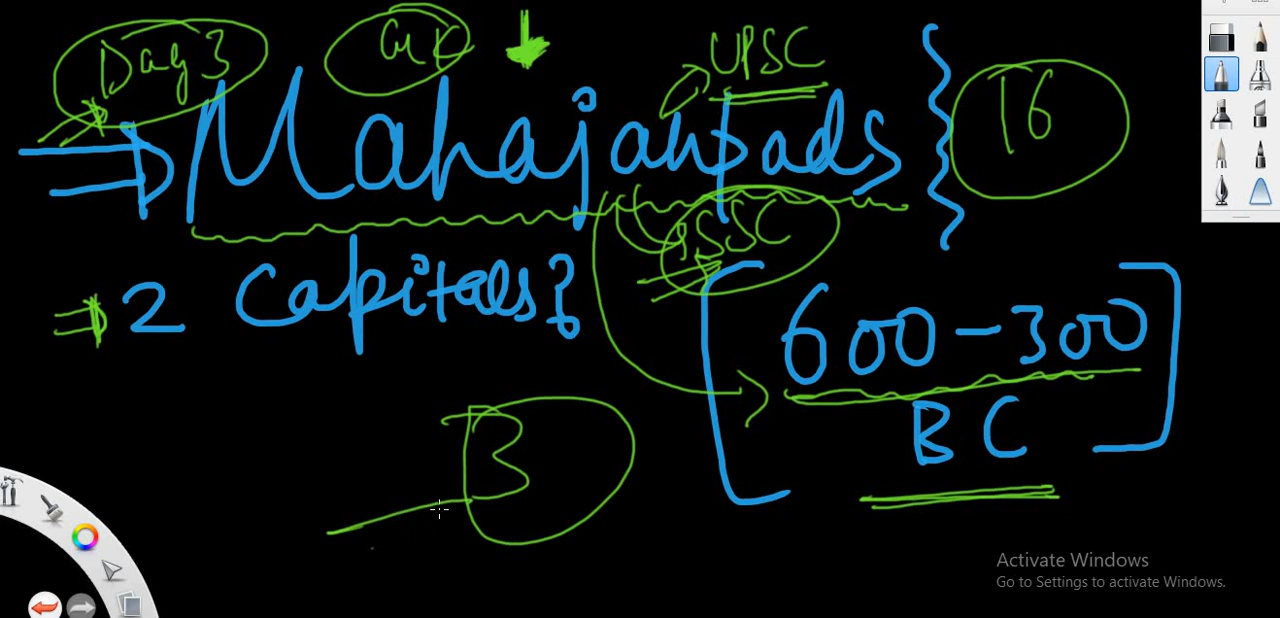 Day 3 GK UPSC
Mahajanpads 16
SSC
2 Capitals?
600-300
BC
B
Activate Windows
Go to Settings to activate Windows.